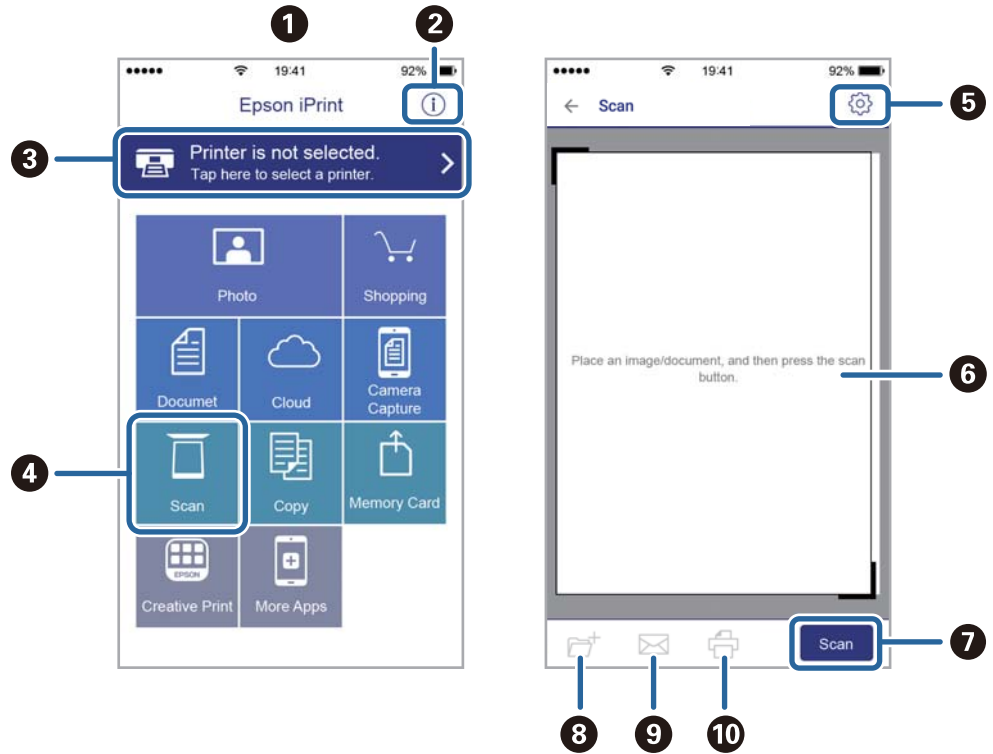 1
2
19:41
92%
Epson iPrint
3
Printer is not selected.
Tap here to select a printer.
Photo
Shopping
Documet
Cloud
Camera
Capture
4
Scan
Copy
Memory Card
EPSON
Creative Print
More Apps
19:41
92%
Scan
5
Place an image/document, and then press the scan
button.
6
Scan
7
8
9
10